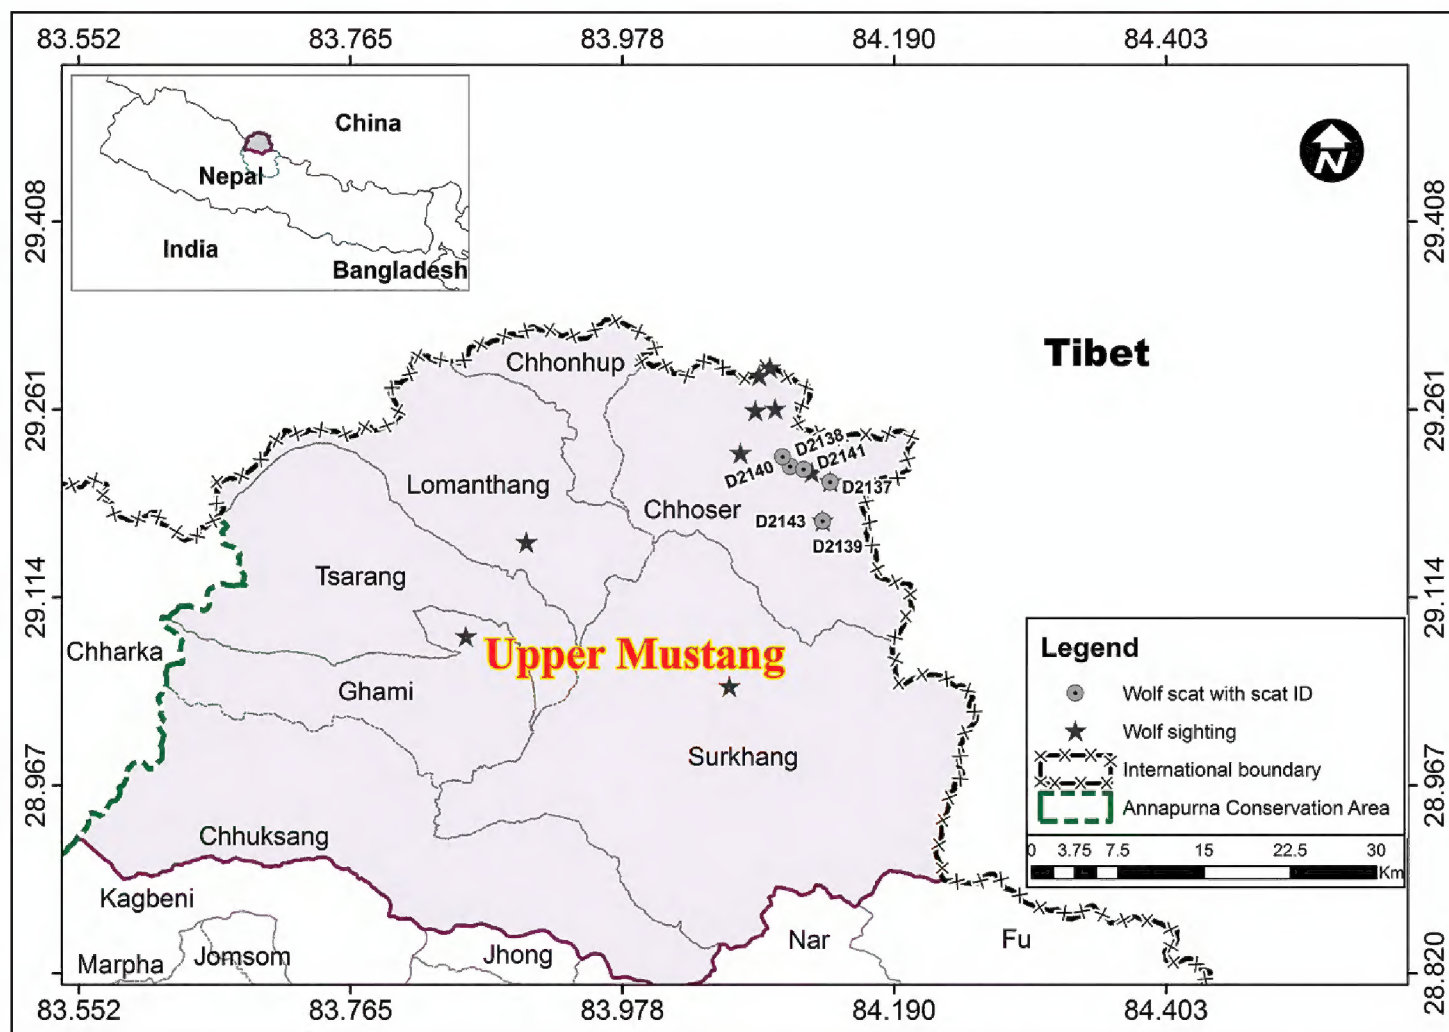 83.552 83.765 83.978 84.190 84.403
China
Nepal
India
Bangladesh
N
29.408
29.408
Tibet
Chhonhup
29.261
29.261
D2138
D2141
D2140
D2137
Lomanthang
Chhoser
D2143
D2139
Tsarang
29.114
29.114
Chharka
Upper Mustang
Ghami
Surkhang
28.967
28.967
Legend
Wolf scat with scat ID
Wolf sighting
International boundary
Annapurna Conservation Area
0 3.75 7.5 15 22.5 30
Km
Chhuksang
Kagbeni
Marpha
Jomsom
Jhong
Nar
Fu
28.820
83.552 83.765 83.978 84.190 84.403